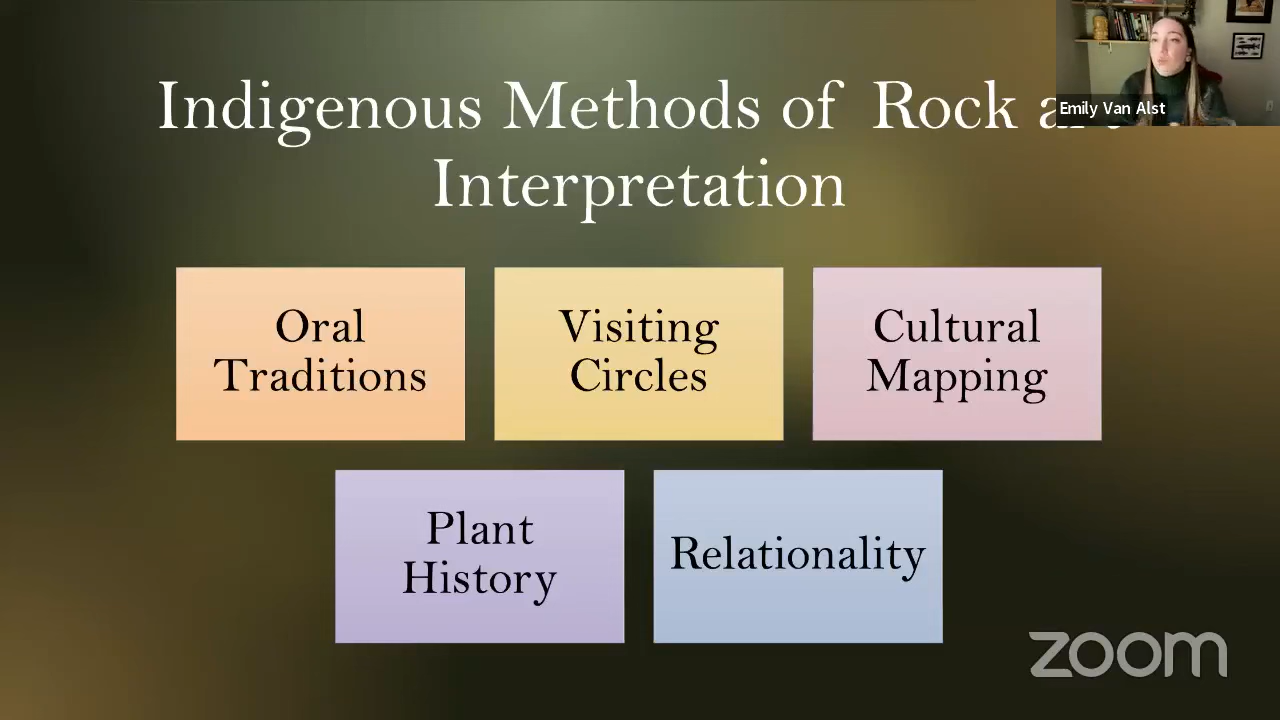 Indigenous Methods of Rock
Interpretation
Emily Van Alst
Oral
Traditions
Visiting
Circles
Cultural
Mapping
Plant
History
Relationality
zoom